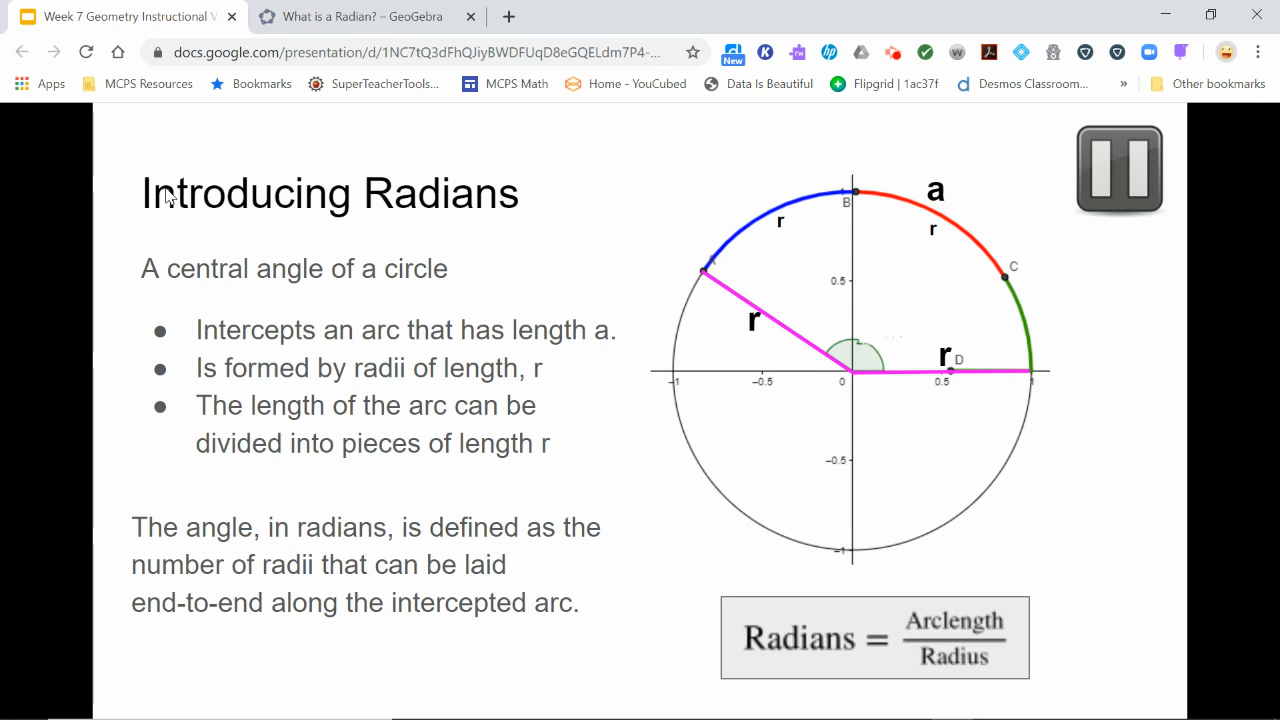 Week 7 Geometry Instructional V
What is a Radian? – GeoGebra
docs.google.com/presentation/d/1NC7tQ3dFhQJiyBWDFUqD8eGQELdm7P4-...
New
Apps
MCPS Resources
Bookmarks
SuperTeacherTools...
MCPS Math
Home - YouCubed
Data Is Beautiful
Flipgrid | 1ac37f
Desmos Classroom...
»
Other bookmarks
Introducing Radians
A central angle of a circle
● Intercepts an arc that has length a.
● Is formed by radii of length, r
● The length of the arc can be
divided into pieces of length r
The angle, in radians, is defined as the
number of radii that can be laid
end-to-end along the intercepted arc.
a
1
B
r
r
A
C
0.5
r
r
D
−1
−0.5
0
0.5
1
−0.5
−1
Radians = Arclength
Radius